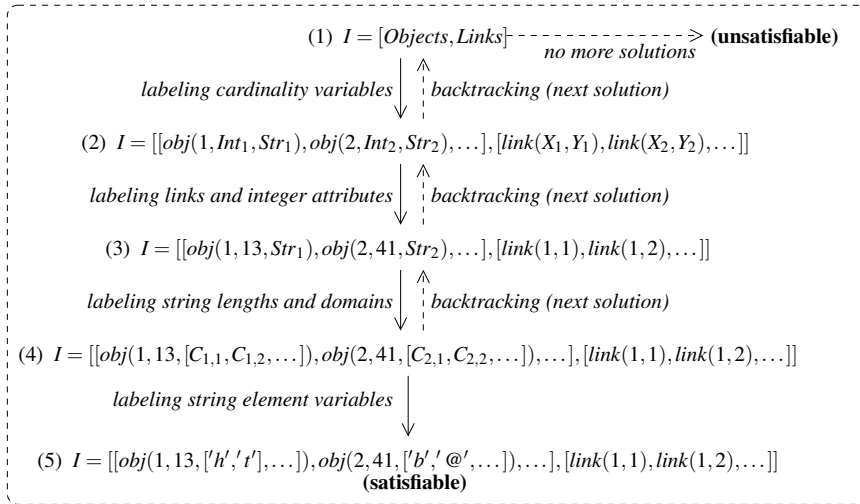 (1) I = [Objects, Links] no more solutions (unsatisfiable)
labeling cardinality variables backtracking (next solution)
(2) I = [[obj(1, Int₁, Str₁), obj(2, Int₂, Str₂), ...], [link(X₁, Y₁), link(X₂, Y₂), ...]]
labeling links and integer attributes backtracking (next solution)
(3) I = [[obj(1, 13, Str₁), obj(2, 41, Str₂), ...], [link(1, 1), link(1, 2), ...]]
labeling string lengths and domains backtracking (next solution)
(4) I = [[obj(1, 13, [C₁,₁, C₁,₂, ...]), obj(2, 41, [C₂,₁, C₂,₂, ...]), ...], [link(1, 1), link(1, 2), ...]]
labeling string element variables
(5) I = [[obj(1, 13, ['h', 't'], ...]), obj(2, 41, ['b', '@', ...]), ...], [link(1, 1), link(1, 2), ...]]
(satisfiable)